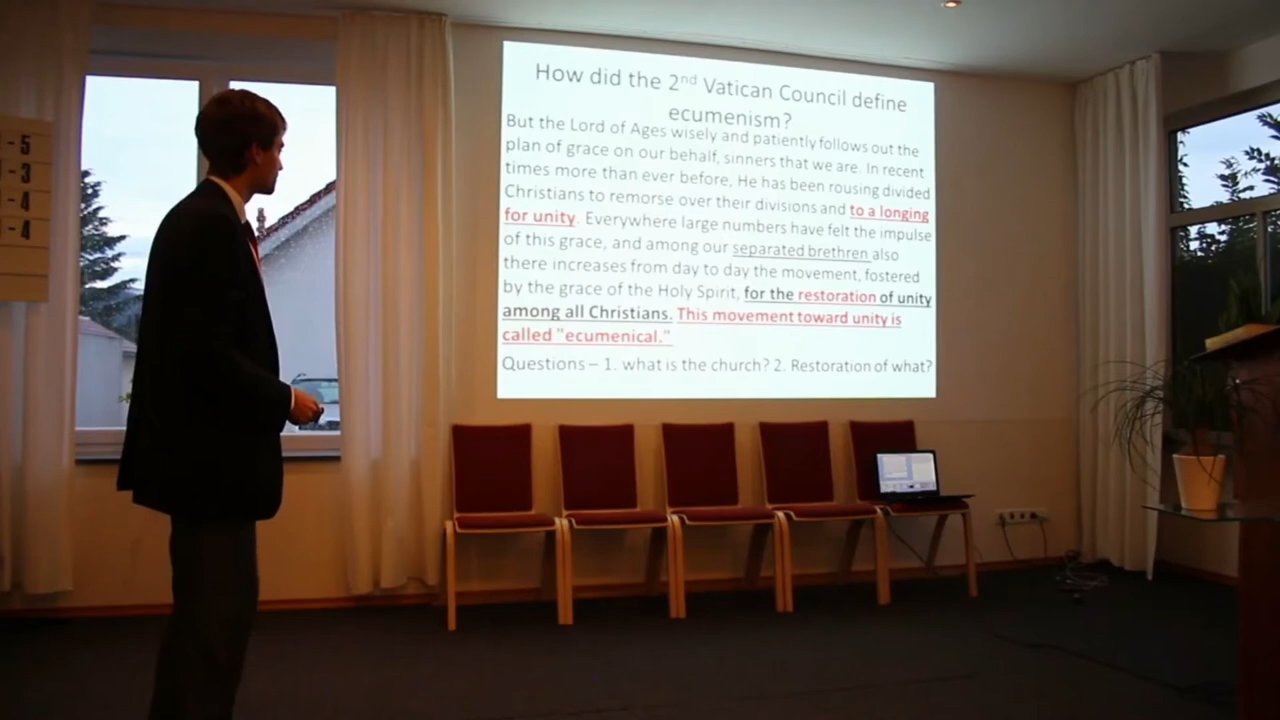 How did the 2nd Vatican Council define
ecumenism?
But the Lord of Ages wisely and patiently follows out the
plan of grace on our behalf, sinners that we are. In recent
times more than ever before, He has been rousing divided
Christians to remorse over their divisions and to a longing
for unity. Everywhere large numbers have felt the impulse
of this grace, and among our separated brethren also
there increases from day to day the movement, fostered
by the grace of the Holy Spirit, for the restoration of unity
among all Christians. This movement toward unity is
called "ecumenical."
Questions – 1. what is the church? 2. Restoration of what?
- 5
- 3
- 4
- 4